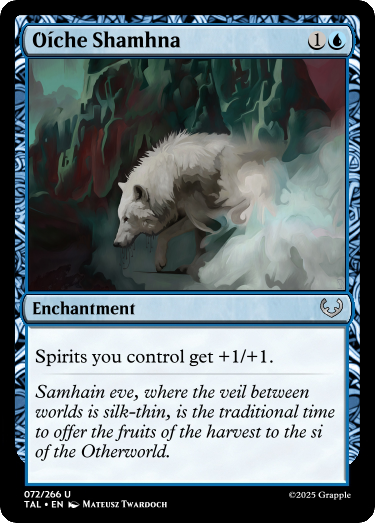 Oíche Shamhna
1
Enchantment
Spirits you control get +1/+1.
Samhain eve, where the veil between
worlds is silk-thin, is the traditional time
to offer the fruits of the harvest to the si
of the Otherworld.
072/266 U
©2025 Grapple
TAL • EN Mateusz Twardoch